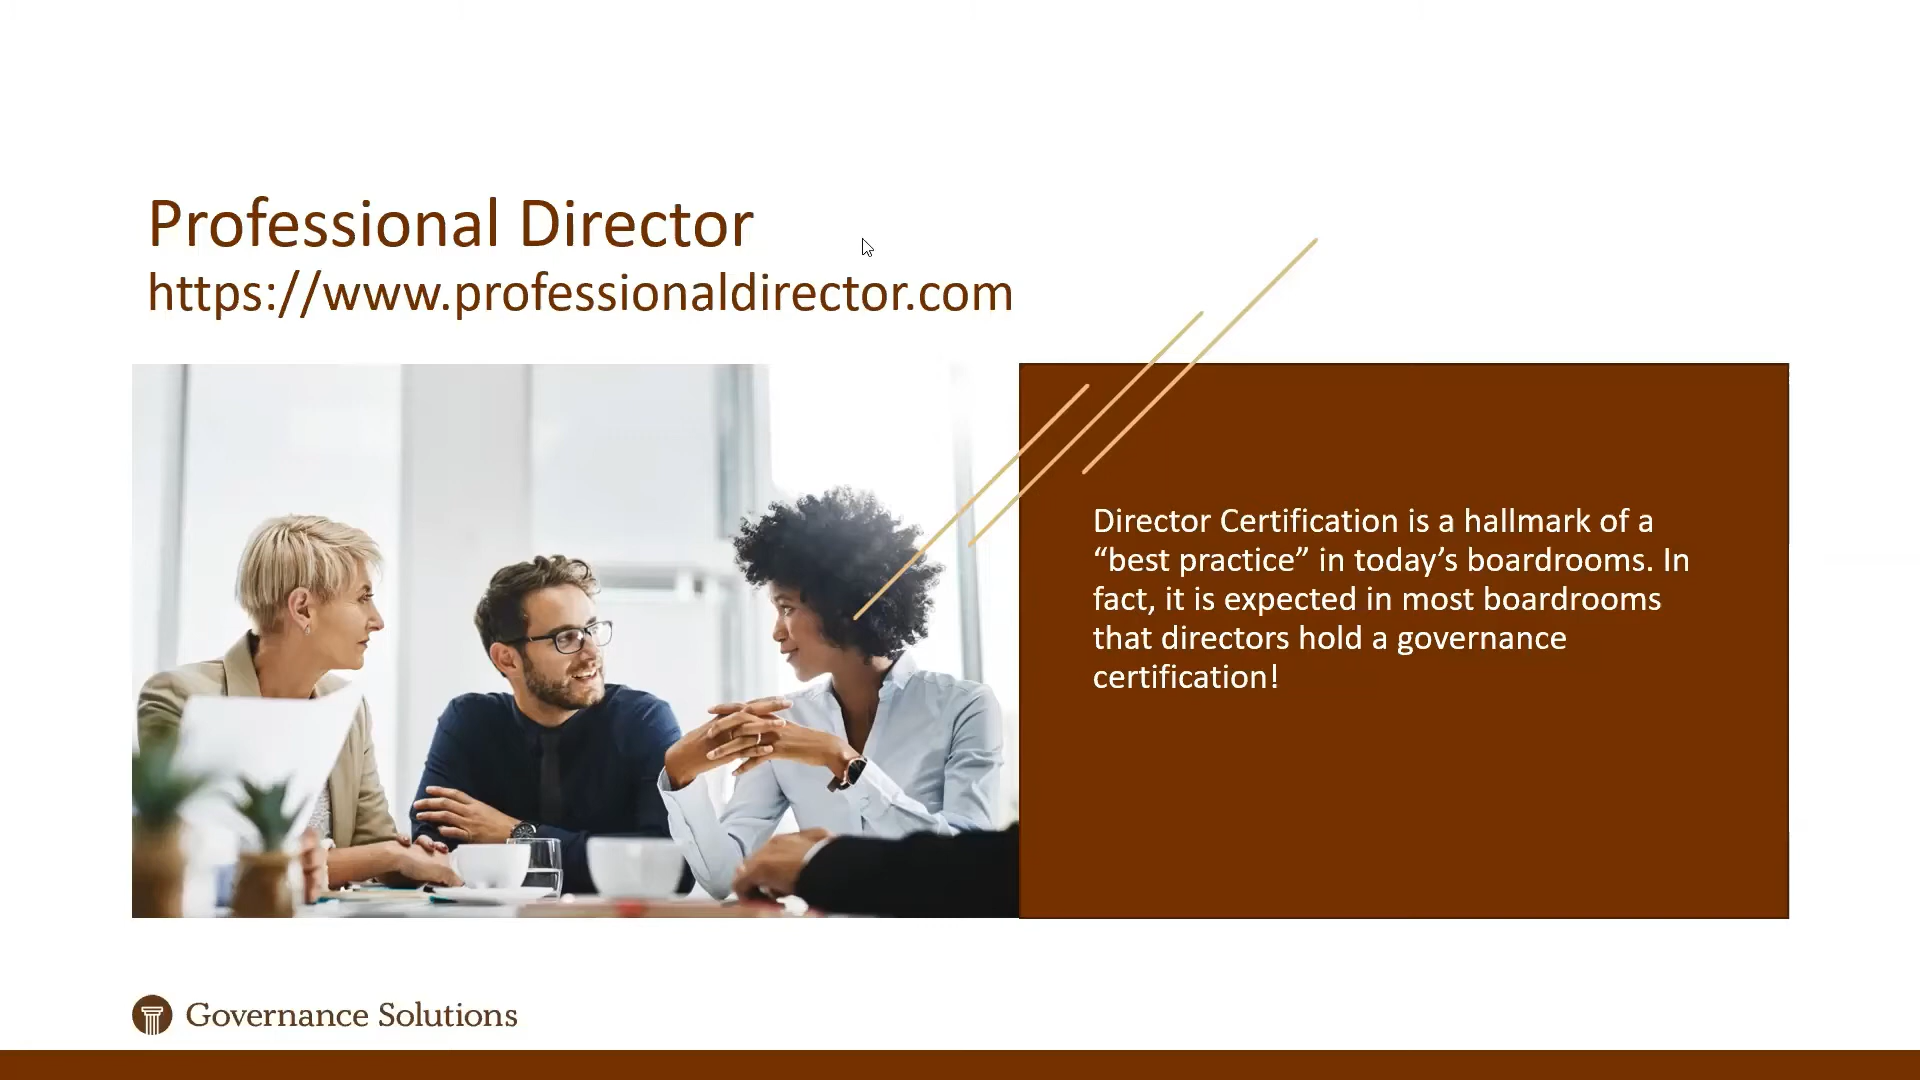 Professional Director
https://www.professionaldirector.com
Director Certification is a hallmark of a
“best practice” in today’s boardrooms. In
fact, it is expected in most boardrooms
that directors hold a governance
certification!
Governance Solutions